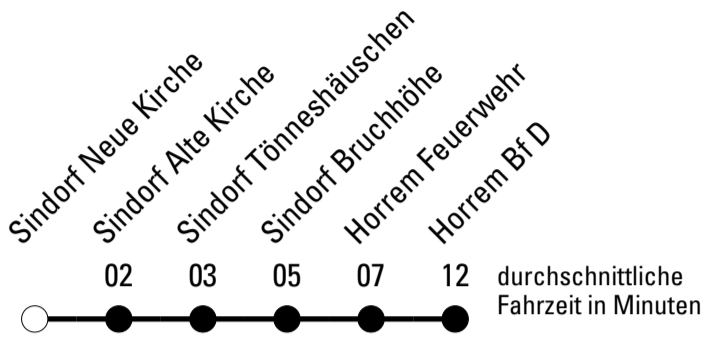 Sindorf Neue Kirche
Sindorf Alte Kirche
Sindorf Tönneshäuschen
Sindorf Bruchhöhe
Horrem Feuerwehr
Horrem Bf D
02 03 05 07 12
durchschnittliche
Fahrzeit in Minuten